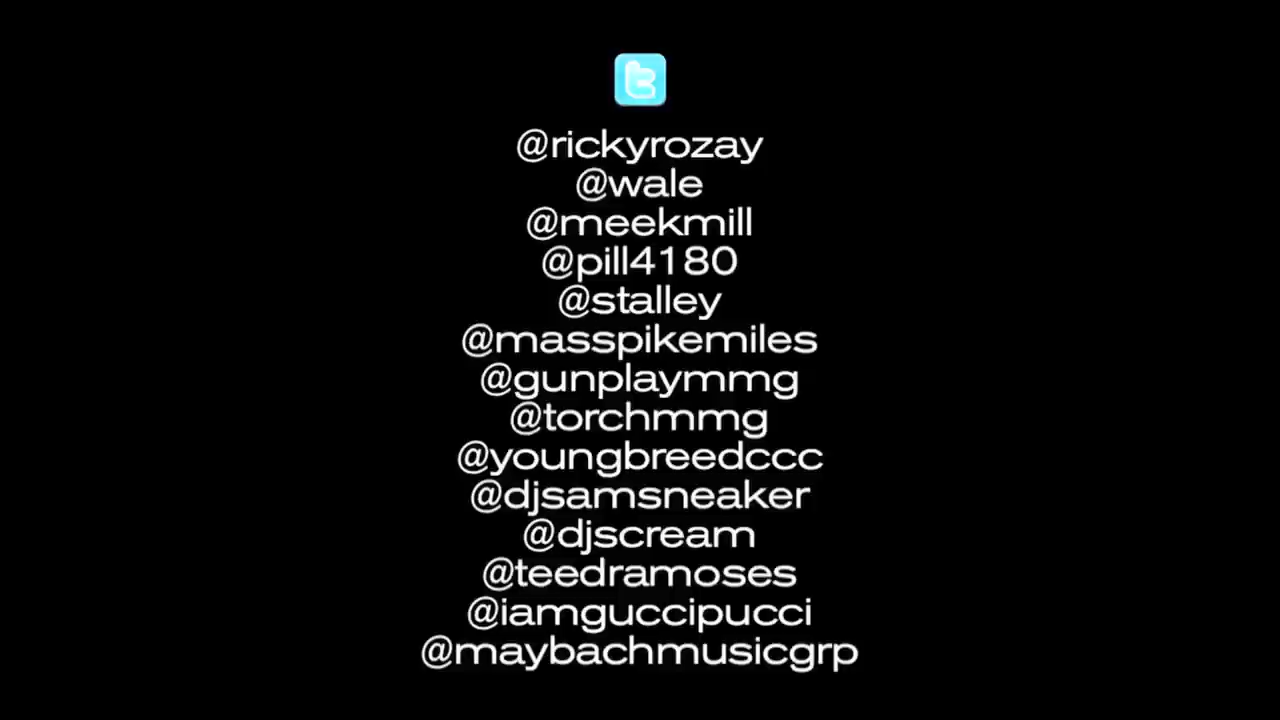 @rickyrozay
@wale
@meekmill
@pill4180
@stalley
@masspikemiles
@gunplaymmg
@torchmmg
@youngbreedccc
@djsamsneaker
@djscream
@teedramoses
@iamguccipucci
@maybachmusicgrp